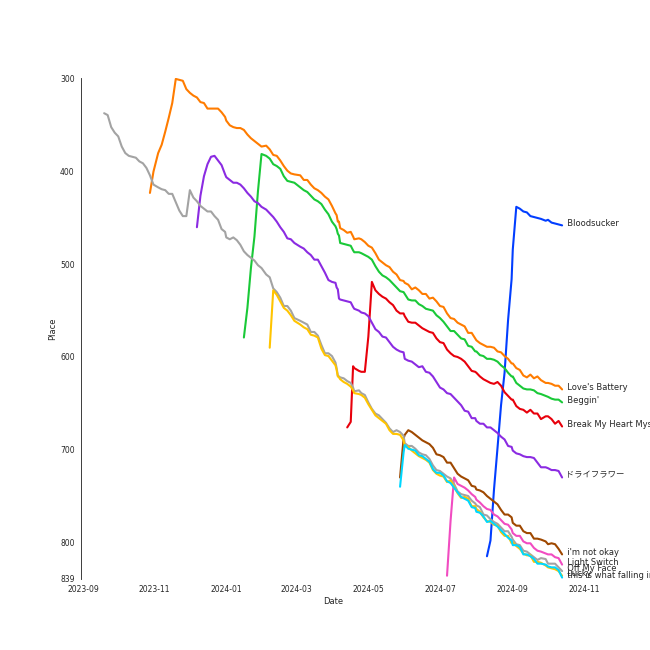 300
400
500
600
700
800
839
Place
2023-09
2023-11
2024-01
2024-03
2024-05
2024-07
2024-09
2024-11
Date
Bloodsucker
Love's Battery
Beggin'
Break My Heart Mys
ドライフラワー
i'm not okay
Light Switch
Off My Face
this is what falling i